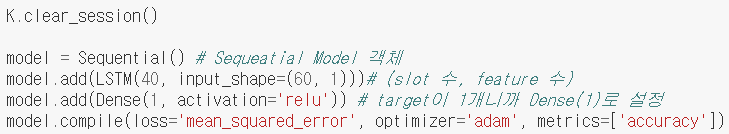 K.clear_session()
model = Sequential() # Sequeatial Model 객체
model.add(LSTM(40, input_shape=(60, 1)))# (slot 수, feature 수)
model.add(Dense(1, activation='relu')) # target이 1개니까 Dense(1)로 설정
model.compile(loss='mean_squared_error', optimizer='adam', metrics=['accuracy'])